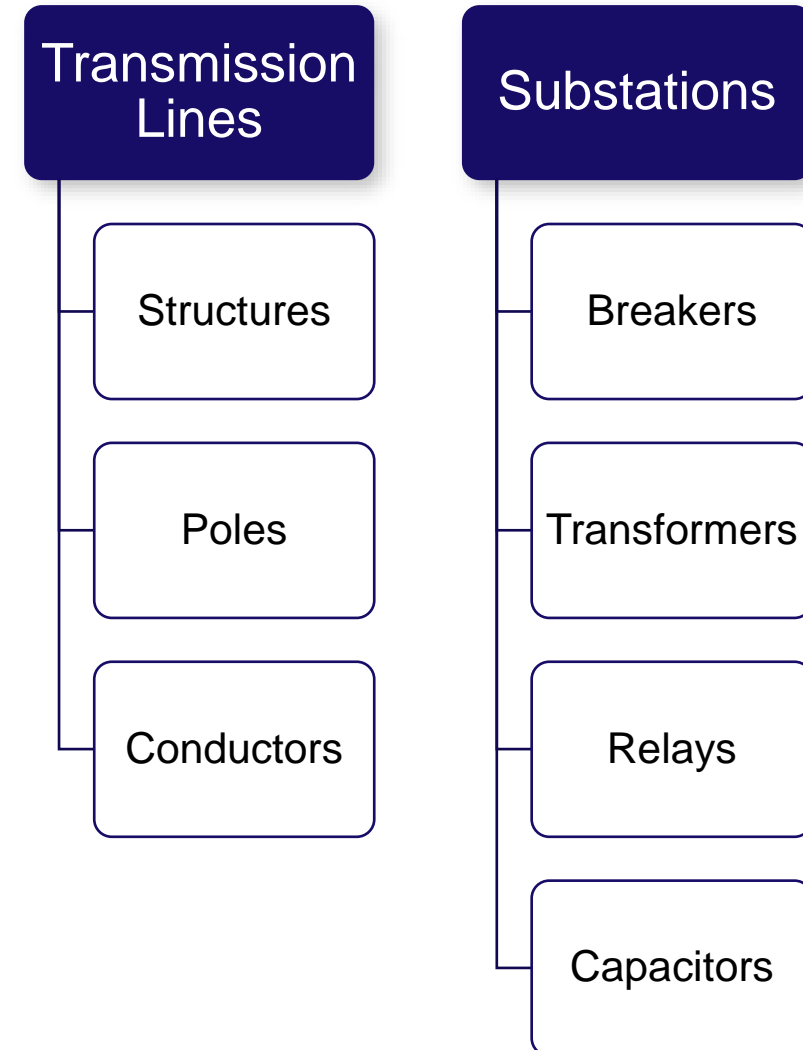 Transmission
Lines
Structures
Poles
Conductors
Substations
Breakers
Transformers
Relays
Capacitors